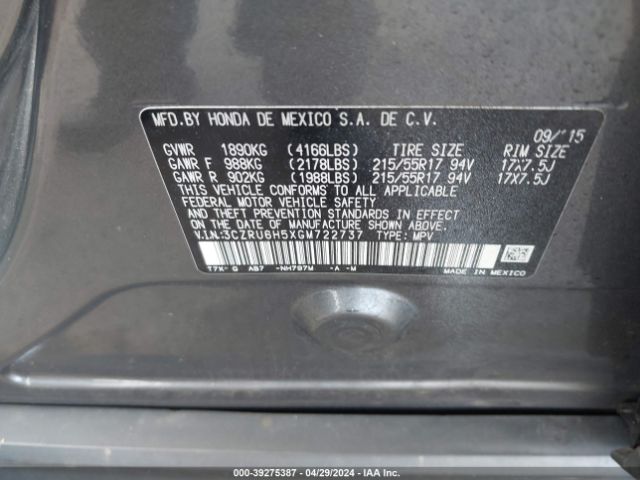 MFD.BY HONDA DE MEXICO S.A. DE C.V.
09/'15
GVWR 1890KG (4166LBS) TIRE SIZE RIM SIZE
GAWR F 988KG (2178LBS) 215/55R17 94V 17X7.5J
GAWR R 902KG (1988LBS) 215/55R17 94V 17X7.5J
THIS VEHICLE CONFORMS TO ALL APPLICABLE
FEDERAL MOTOR VEHICLE SAFETY
AND THEFT PREVENTION STANDARDS IN EFFECT
ON THE DATE OF MANUFACTURE SHOWN ABOVE.
V.I.N.:3CZRU6H5XGM722737 TYPE: MPV
T7X- G AB7 -NH797M -A -M
MADE IN MEXICO
000-39275387 - 04/29/2024 - IAA Inc.